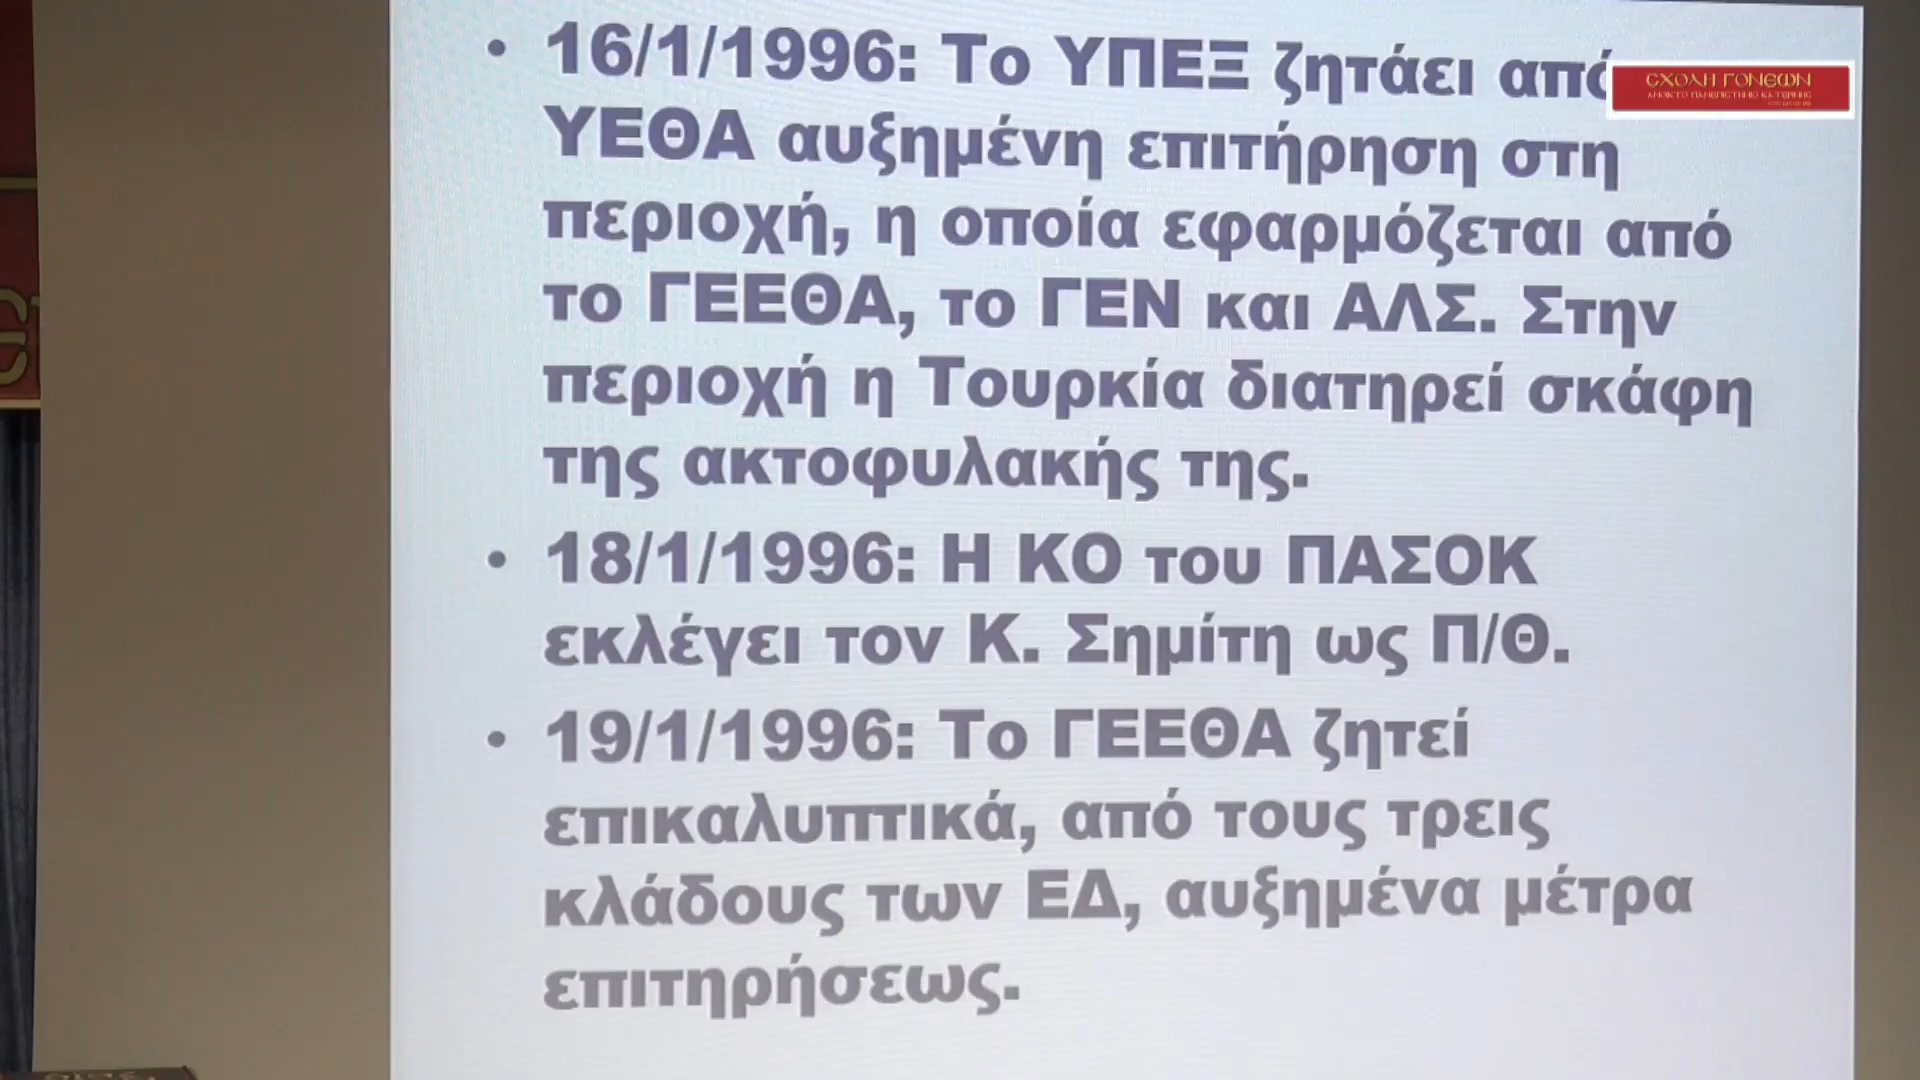 • 16/1/1996: Το ΥΠΕΞ ζητάει από
ΥΕΘΑ αυξημένη επιτήρηση στη
περιοχή, η οποία εφαρμόζεται από
το ΓΕΕΘΑ, το ΓΕΝ και ΑΛΣ. Στην
περιοχή η Τουρκία διατηρεί σκάφη
της ακτοφυλακής της.
• 18/1/1996: Η ΚΟ του ΠΑΣΟΚ
εκλέγει τον Κ. Σημίτη ως Π/Θ.
• 19/1/1996: Το ΓΕΕΘΑ ζητεί
επικαλυπτικά, από τους τρεις
κλάδους των ΕΔ, αυξημένα μέτρα
επιτηρήσεως.
ΣΧΟΛΗ ΓΟΝΕΩΝ
ΑΝΟΙΚΤΟ ΠΑΝΕΠΙΣΤΗΜΙΟ ΚΑΤΕΡΙΝΗΣ